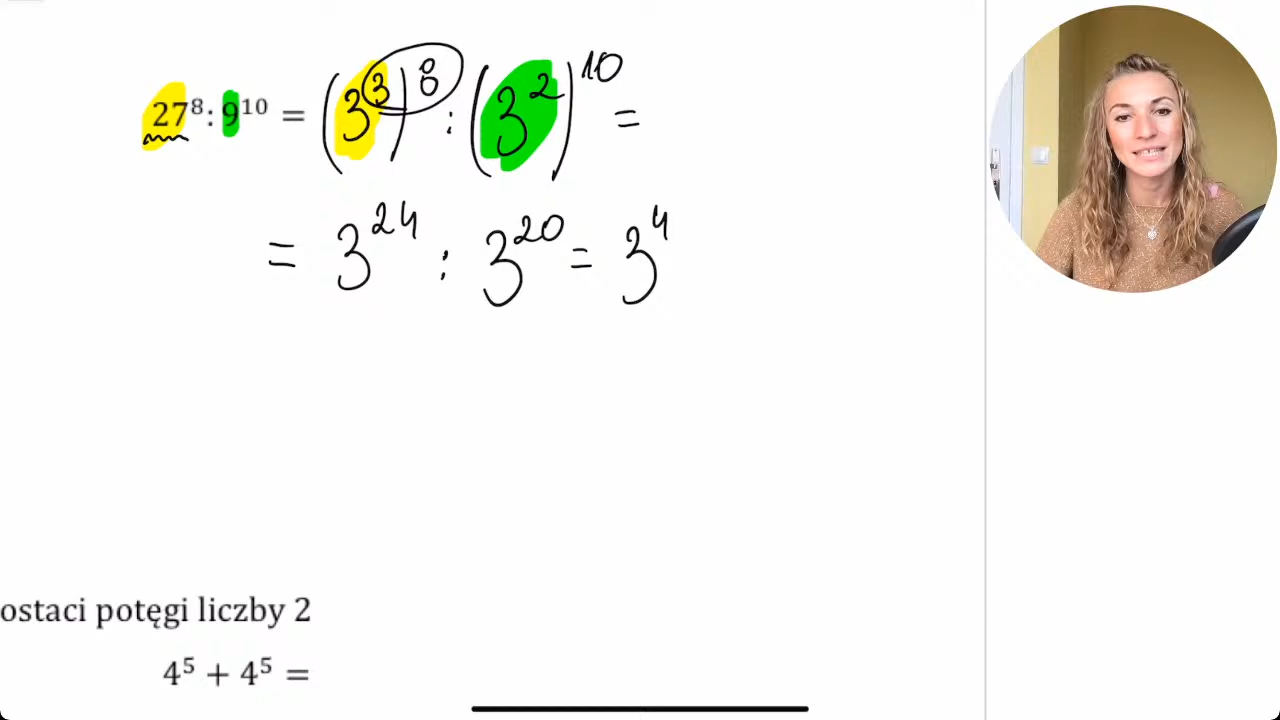 27⁸ : 9¹⁰ = (3³)⁸ : (3²)¹⁰ =
= 3²⁴ : 3²⁰ = 3⁴
ostaci potęgi liczby 2
4⁵ + 4⁵ =